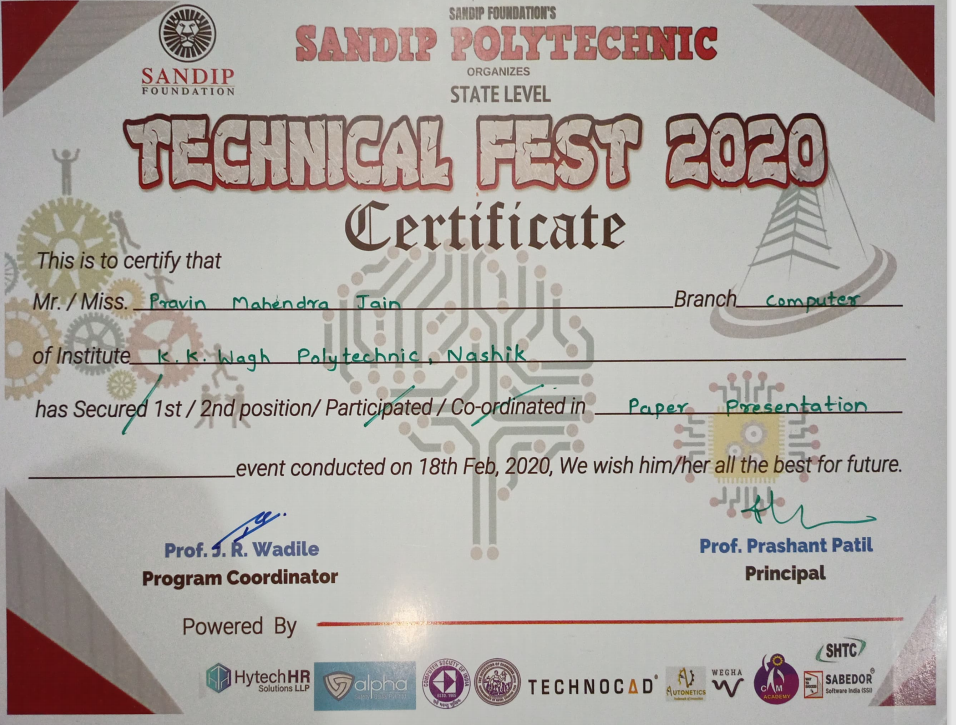 SANDIP FOUNDATION'S
SANDIP POLYTECHNIC
ORGANIZES
STATE LEVEL
SANDIP
FOUNDATION
TECHNICAL FEST 2020
Certificate
This is to certify that
Mr. / Miss. Pravin Mahendra Jain Branch Computer
of Institute K. K. Wagh Polytechnic, Nashik
has Secured 1st / 2nd position/ Participated / Co-ordinated in Paper Presentation
event conducted on 18th Feb, 2020, We wish him/her all the best for future.
Prof. J. R. Wadile
Program Coordinator
Prof. Prashant Patil
Principal
Powered By
HytechHR
Solutions LLP
alpha
TECHNOCAD
AUTONETICS
WEGHA
CAM
ACADEMY
SHTC
SABEDOR
Software India (SSI)